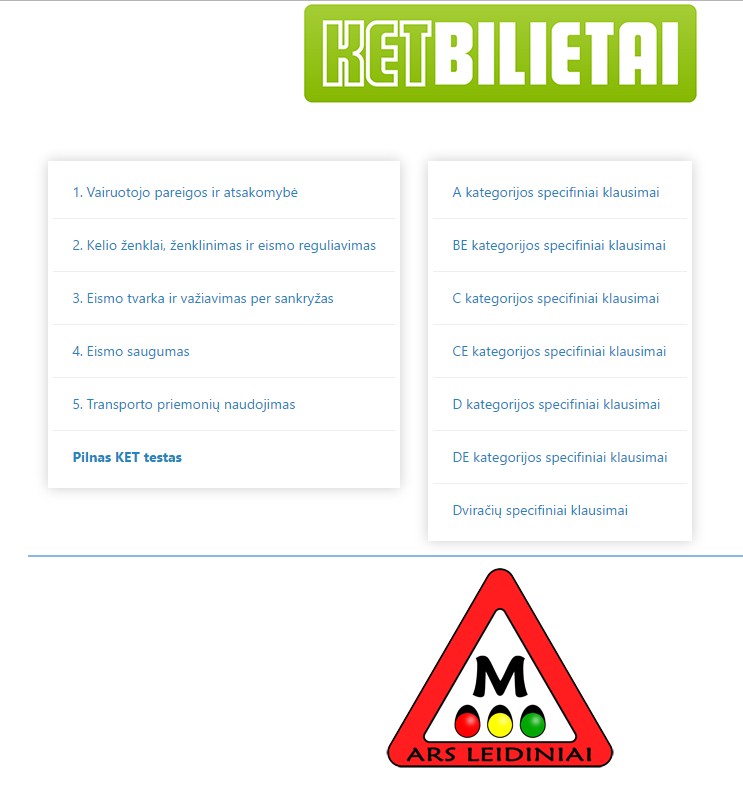 KETBILIETAI
1. Vairuotojo pareigos ir atsakomybė
2. Kelio ženklai, ženklinimas ir eismo reguliavimas
3. Eismo tvarka ir važiavimas per sankryžas
4. Eismo saugumas
5. Transporto priemonių naudojimas
Pilnas KET testas
A kategorijos specifiniai klausimai
BE kategorijos specifiniai klausimai
C kategorijos specifiniai klausimai
CE kategorijos specifiniai klausimai
D kategorijos specifiniai klausimai
DE kategorijos specifiniai klausimai
Dviračių specifiniai klausimai
M
ARS LEIDINIAI